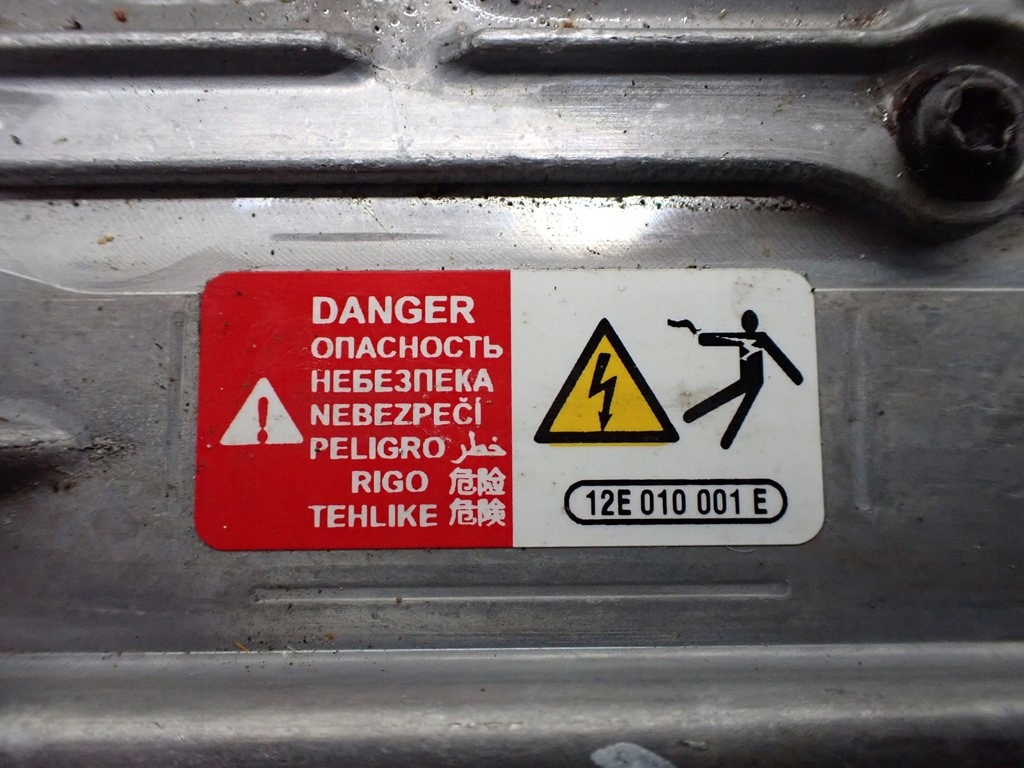 DANGER
ОПАСНОСТЬ
НЕБЕЗПЕКА
NEBEZPEČÍ
PELIGRO خطر
RIGO 危险
TEHLIKE 危険
12E 010 001 E